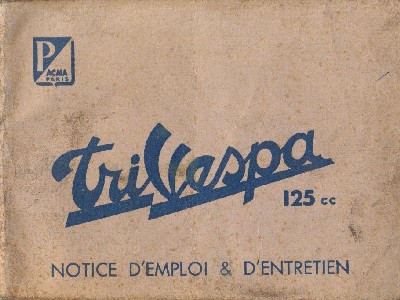 P
ACMA
PARIS
TriVespa
125 cc
NOTICE D'EMPLOI & D'ENTRETIEN